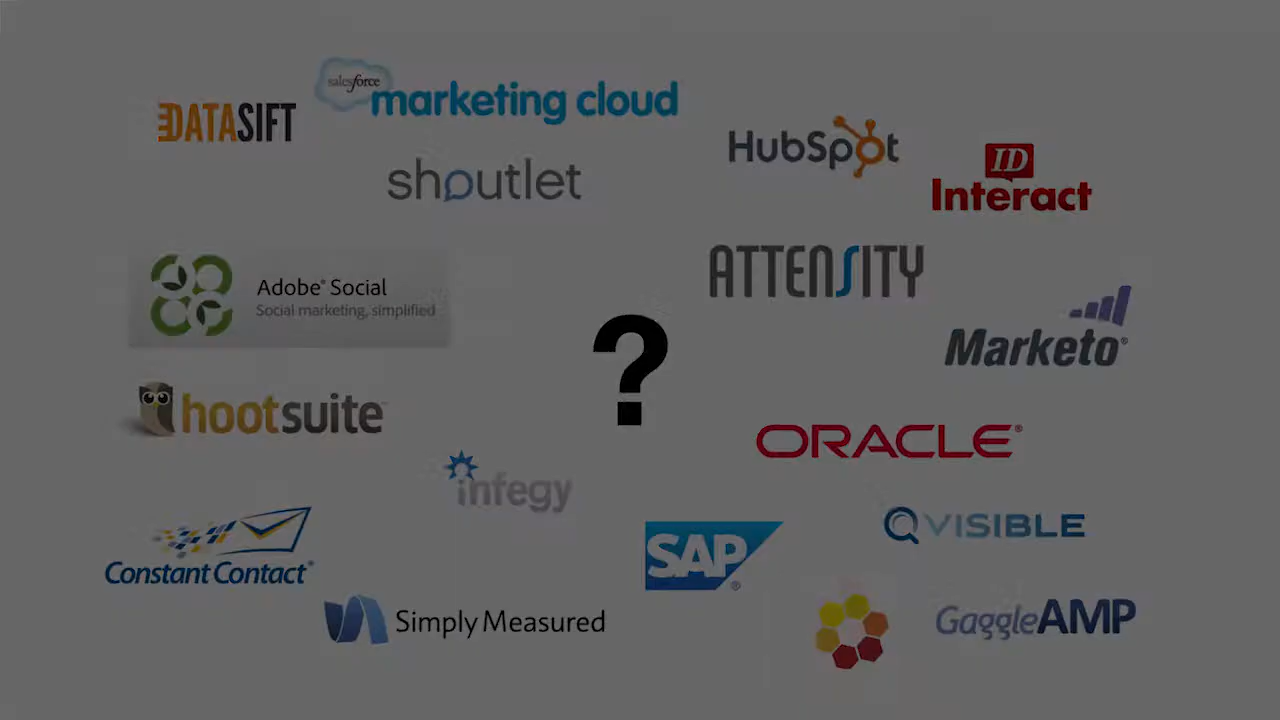 salesforce
marketing cloud
DATASIFT
HubSpot
shoutlet
ID
Interact
ATTENSITY
Adobe® Social
Social marketing, simplified
Marketo®
?
hootsuite™
ORACLE®
infegy
VISIBLE
Constant Contact®
SAP®
Simply Measured
GaggleAMP